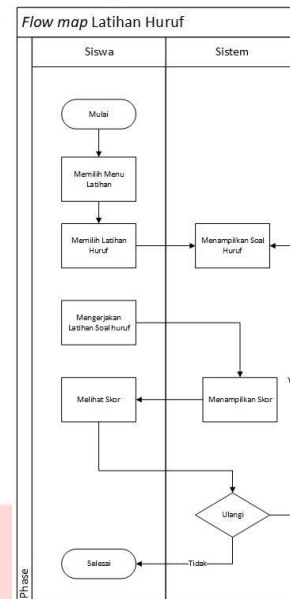 Flow map Latihan Huruf
Siswa
Sistem
Mulai
Memilih Menu
Latihan
Memilih Latihan
Huruf
Menampilkan Soal
Huruf
Mengerjakan
Latihan Soal huruf
Melihat Skor
Menampilkan Skor
Ulangi
Selesai
Tidak
Phase